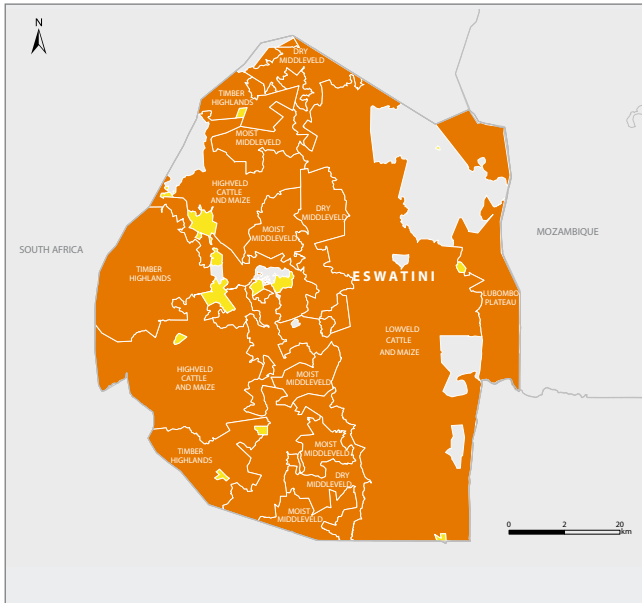 N
DRY
MIDDLEVELD
TIMBER
HIGHLANDS
MOIST
MIDDLEVELD
HIGHVELD
CATTLE
AND MAIZE
DRY
MIDDLEVELD
MOIST
MIDDLEVELD
SOUTH AFRICA
MOZAMBIQUE
TIMBER
HIGHLANDS
ESWATINI
LUBOMBO
PLATEAU
LOWVELD
CATTLE
AND MAIZE
HIGHVELD
CATTLE
AND MAIZE
MOIST
MIDDLEVELD
TIMBER
HIGHLANDS
MOIST
MIDDLEVELD
DRY
MIDDLEVELD
MOIST
MIDDLEVELD
0 2 20
km